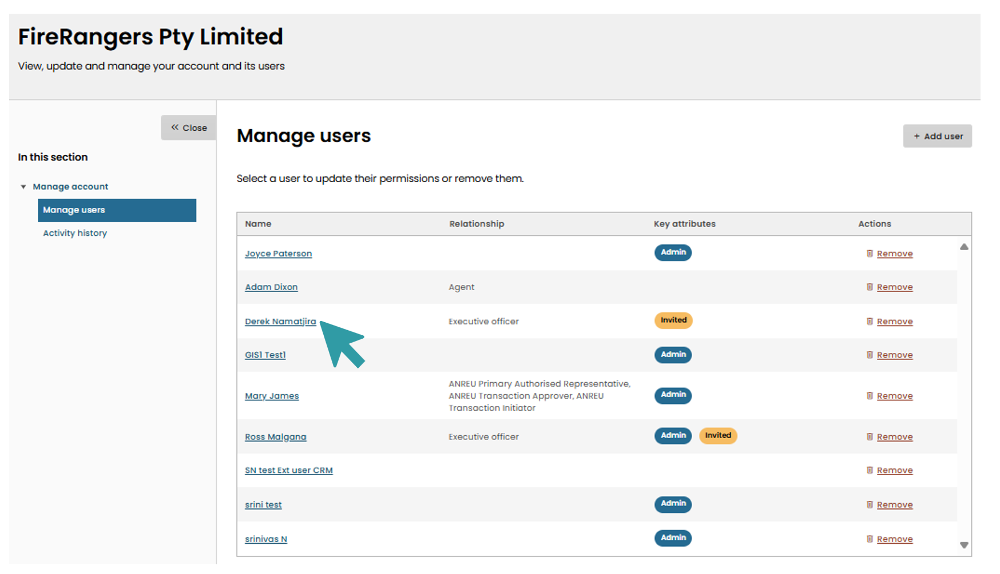 FireRangers Pty Limited
View, update and manage your account and its users
Close
In this section
Manage account
Manage users
Activity history
Manage users
+ Add user
Select a user to update their permissions or remove them.
Name Relationship Key attributes Actions
Joyce Paterson Admin Remove
Adam Dixon Agent Remove
Derek Namatjira Executive officer Invited Remove
GIS1 Test1 Admin Remove
Mary James ANREU Primary Authorised Representative,
ANREU Transaction Approver, ANREU
Transaction Initiator Admin Remove
Ross Malgana Executive officer Admin Invited Remove
SN test Ext user CRM Remove
srini test Admin Remove
srinivas N Admin Remove